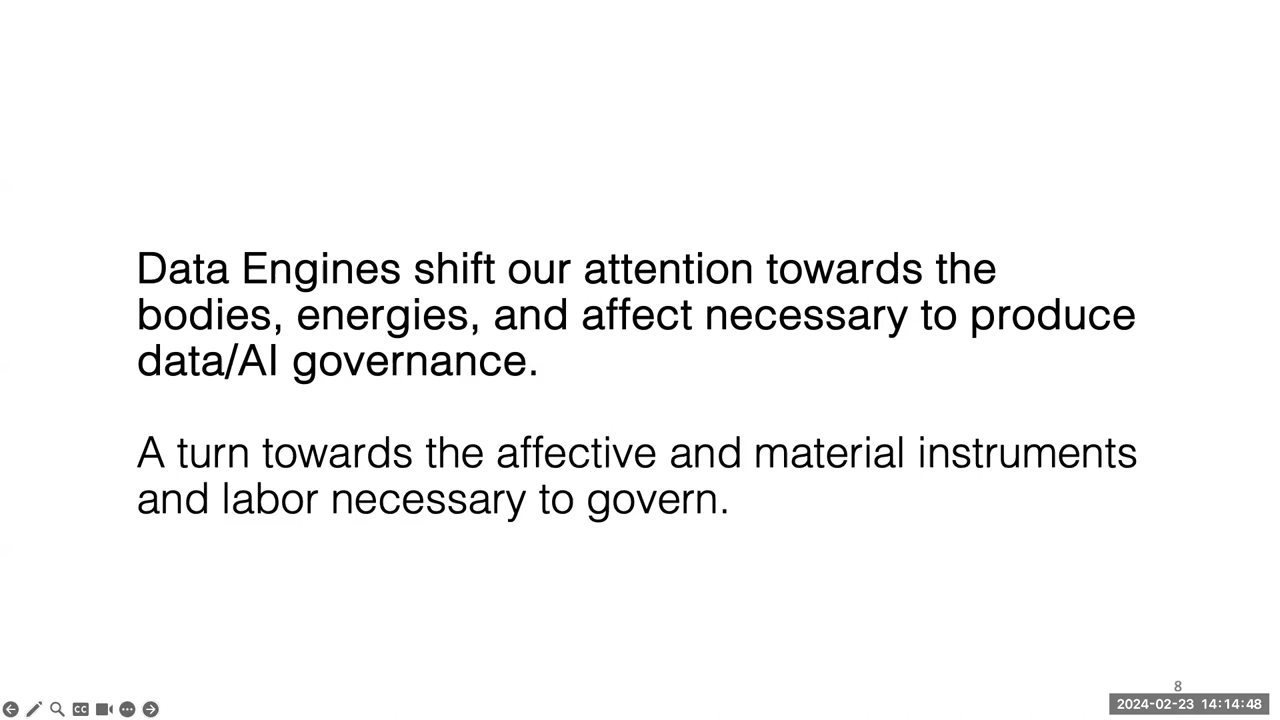 Data Engines shift our attention towards the
bodies, energies, and affect necessary to produce
data/AI governance.
A turn towards the affective and material instruments
and labor necessary to govern.
8
CC
2024-02-23 14:14:48